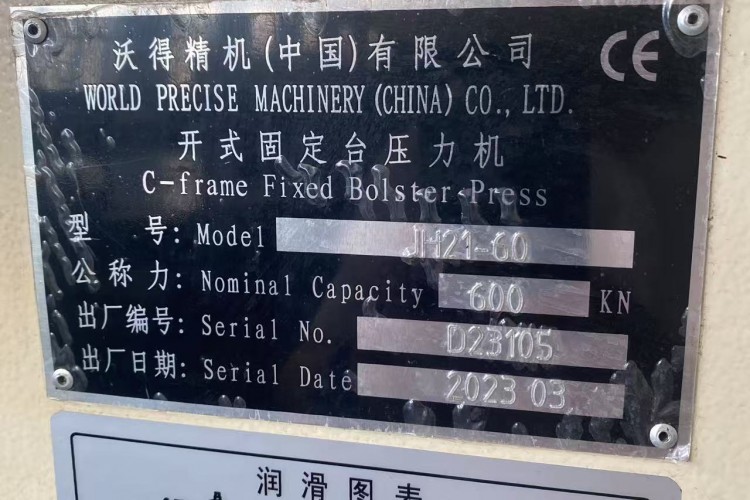 沃得精机(中国)有限公司 CE
WORLD PRECISE MACHINERY (CHINA) CO., LTD.
开式固定台压力机
C-frame Fixed Bolster Press
型 号: Model JH21-60
公称力: Nominal Capacity 600 KN
出厂编号: Serial No. D23105
出厂日期: Serial Date 2023 03
润滑图表